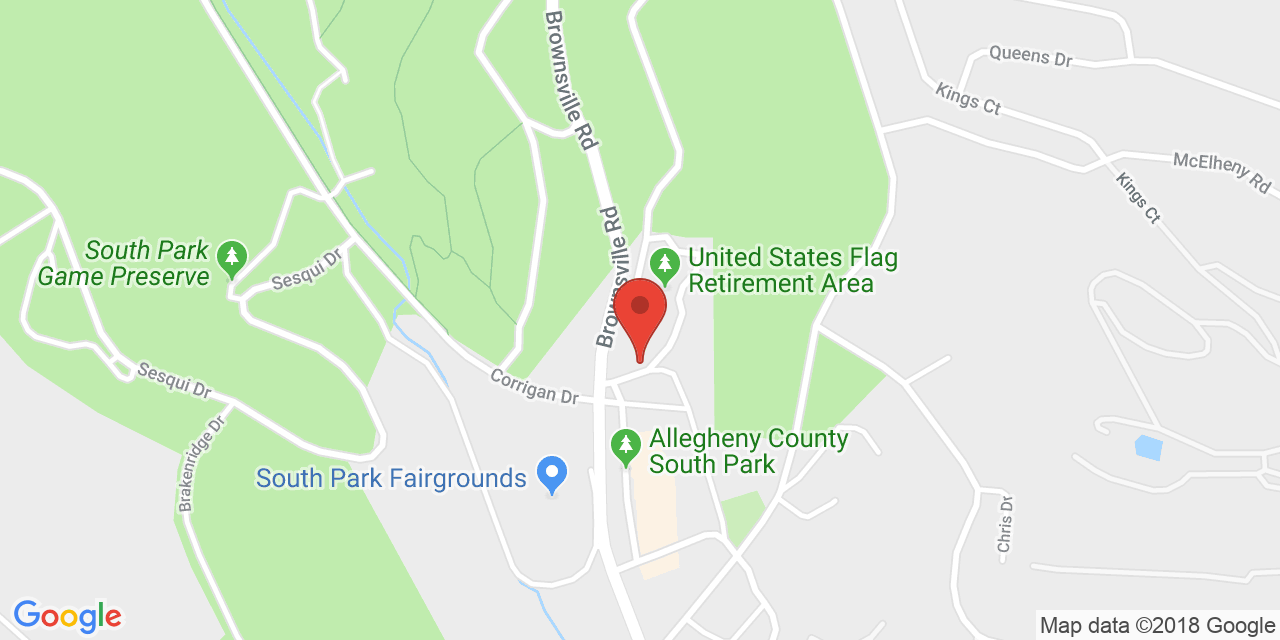 Brownsville Rd
Queens Dr
Kings Ct
McElheny Rd
Kings Ct
Brownsville Rd
South Park
Game Preserve
Sesqui Dr
United States Flag
Retirement Area
Sesqui Dr
Corrigan Dr
Brakenridge Dr
Allegheny County
South Park
South Park Fairgrounds
Chris Dr
Google
Map data ©2018 Google